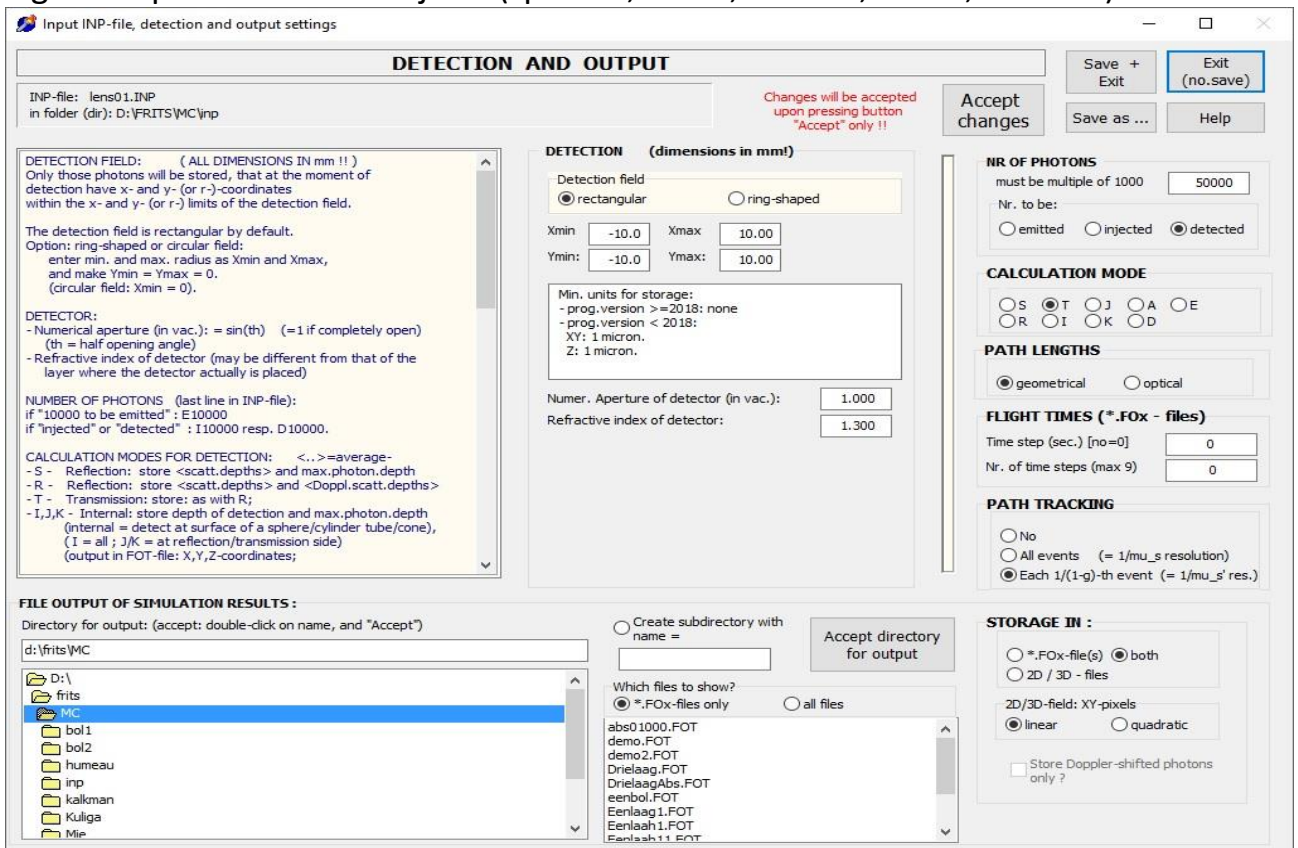 Input INP-file, detection and output settings
DETECTION AND OUTPUT
Save + Exit
Exit (no.save)
INP-file: lens01.INP
in folder (dir): D:\FRITS\MC\inp
Changes will be accepted
upon pressing button
"Accept" only !!
Accept changes
Save as ...
Help
DETECTION FIELD: ( ALL DIMENSIONS IN mm !! )
Only those photons will be stored, that at the moment of
detection have x- and y- (or r-)-coordinates
within the x- and y- (or r-) limits of the detection field.
The detection field is rectangular by default.
Option: ring-shaped or circular field:
enter min. and max. radius as Xmin and Xmax,
and make Ymin = Ymax = 0.
(circular field: Xmin = 0).
DETECTOR:
- Numerical aperture (in vac.): = sin(th) (=1 if completely open)
(th = half opening angle)
- Refractive index of detector (may be different from that of the
layer where the detector actually is placed)
NUMBER OF PHOTONS (last line in INP-file):
if "10000 to be emitted" : E10000
if "injected" or "detected" : I10000 resp. D10000.
CALCULATION MODES FOR DETECTION: <..>=average-
- S - Reflection: store <scatt.depths> and max.photon.depth
- R - Reflection: store <scatt.depths> and <Doppl.scatt.depths>
- T - Transmission: store: as with R;
- I,J,K - Internal: store depth of detection and max.photon.depth
(internal = detect at surface of a sphere/cylinder tube/cone),
( I = all ; J/K = at reflection/transmission side)
(output in FOT-file: X,Y,Z-coordinates;
DETECTION (dimensions in mm!)
Detection field
rectangular ring-shaped
Xmin -10.0 Xmax 10.00
Ymin: -10.0 Ymax: 10.00
Min. units for storage:
- prog.version >=2018: none
- prog.version < 2018:
XY: 1 micron.
Z: 1 micron.
Numer. Aperture of detector (in vac.): 1.000
Refractive index of detector: 1.300
NR OF PHOTONS
must be multiple of 1000 50000
Nr. to be:
emitted injected detected
CALCULATION MODE
S T J A E
R I K D
PATH LENGTHS
geometrical optical
FLIGHT TIMES (*.FOx - files)
Time step (sec.) [no=0] 0
Nr. of time steps (max 9) 0
PATH TRACKING
No
All events (= 1/mu_s resolution)
Each 1/(1-g)-th event (= 1/mu_s' res.)
FILE OUTPUT OF SIMULATION RESULTS :
Directory for output: (accept: double-click on name, and "Accept")
d:\frits\MC
D:\
frits
MC
bol1
bol2
humeau
inp
kalkman
Kuliga
Mie
Create subdirectory with
name =
Accept directory
for output
Which files to show?
*.FOx-files only all files
abs01000.FOT
demo.FOT
demo2.FOT
Drielaag.FOT
DrielaagAbs.FOT
eenbol.FOT
Eenlaag1.FOT
Eenlaah1.FOT
Eenlaah11.FOT
STORAGE IN :
*.FOx-file(s) both
2D / 3D - files
2D/3D-field: XY-pixels
linear quadratic
Store Doppler-shifted photons
only ?